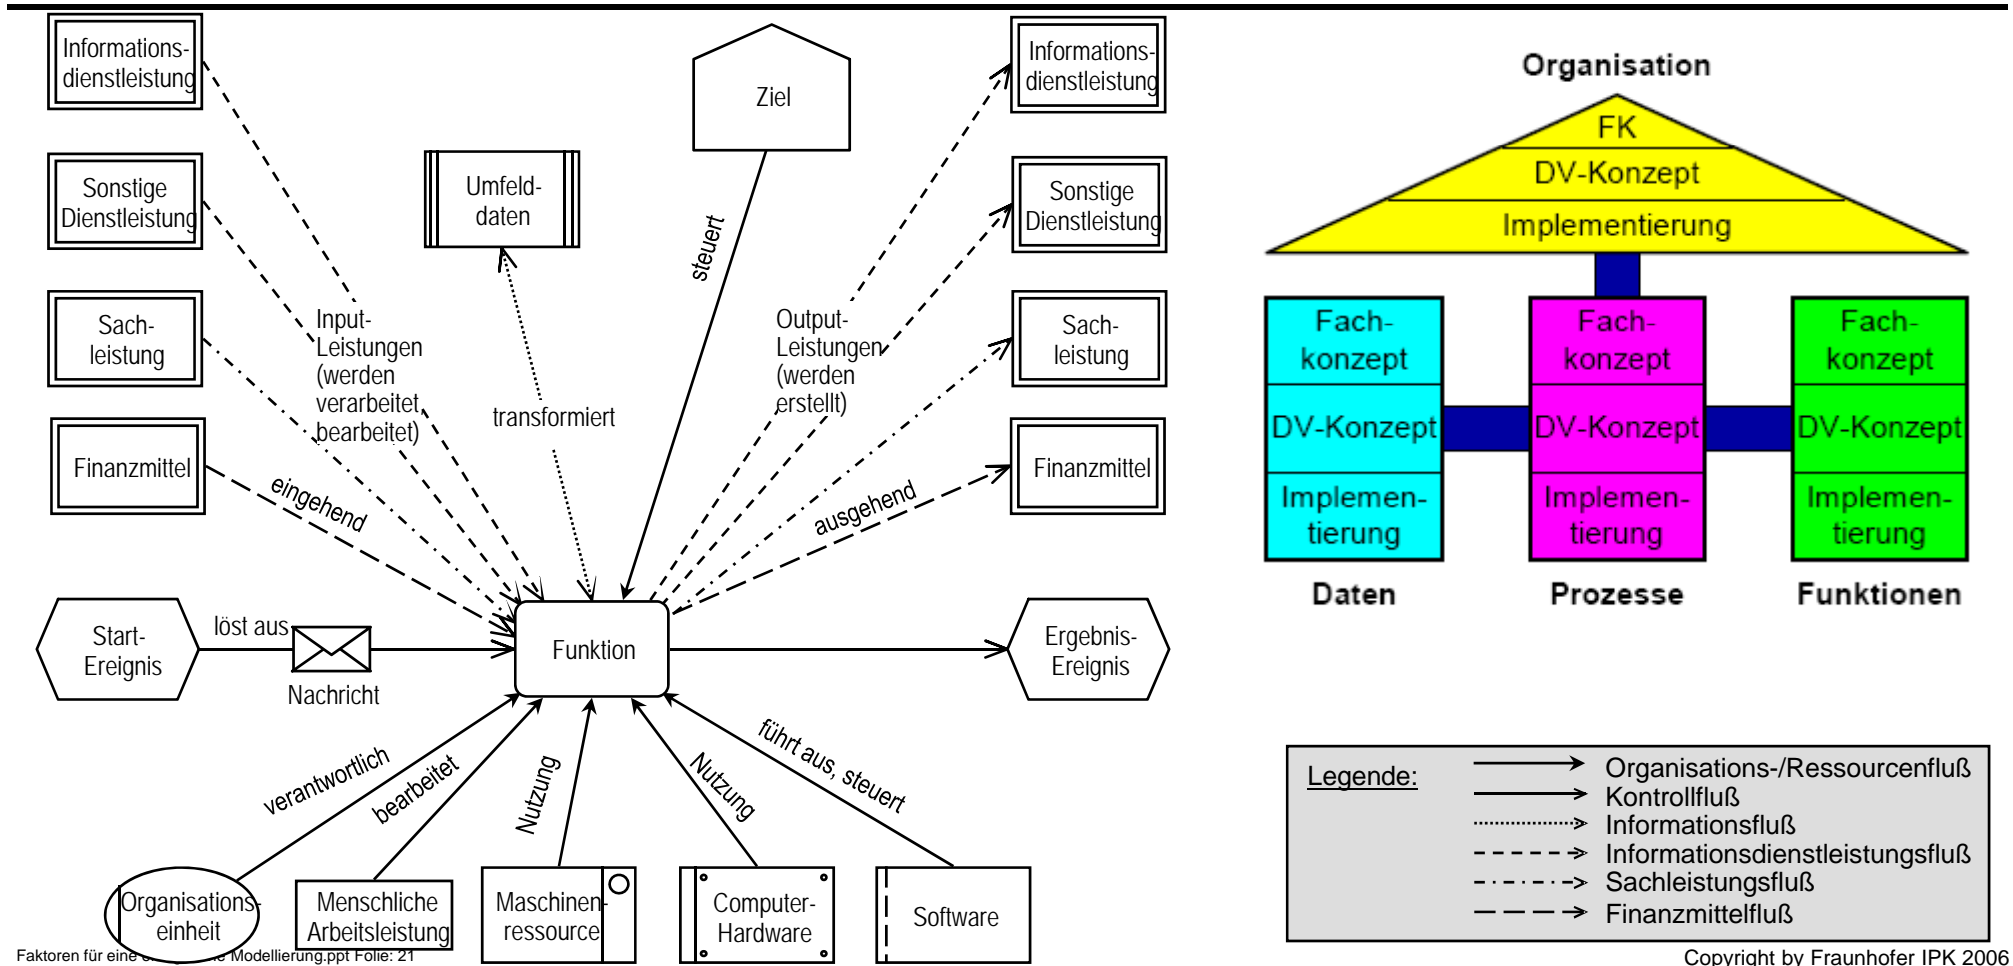 Informations-
dienstleistung
Sonstige
Dienstleistung
Sach-
leistung
Finanzmittel
Input-
Leistungen
(werden
verarbeitet,
bearbeitet)
eingehend
Umfeld-
daten
transformiert
Ziel
steuert
Output-
Leistungen
(werden
erstellt)
ausgehend
Informations-
dienstleistung
Sonstige
Dienstleistung
Sach-
leistung
Finanzmittel
Start-
Ereignis
löst aus
Nachricht
Funktion
Ergebnis-
Ereignis
verantwortlich
bearbeitet
Nutzung
Nutzung
führt aus, steuert
Organisations-
einheit
Menschliche
Arbeitsleistung
Maschinen-
ressource
Computer-
Hardware
Software
Organisation
FK
DV-Konzept
Implementierung
Fach-
konzept
DV-Konzept
Implemen-
tierung
Daten
Fach-
konzept
DV-Konzept
Implemen-
tierung
Prozesse
Fach-
konzept
DV-Konzept
Implemen-
tierung
Funktionen
Legende:
Organisations-/Ressourcenfluß
Kontrollfluß
Informationsfluß
Informationsdienstleistungsfluß
Sachleistungsfluß
Finanzmittelfluß
Faktoren für eine Modellierung.ppt Folie: 21
Copyright by Fraunhofer IPK 2006